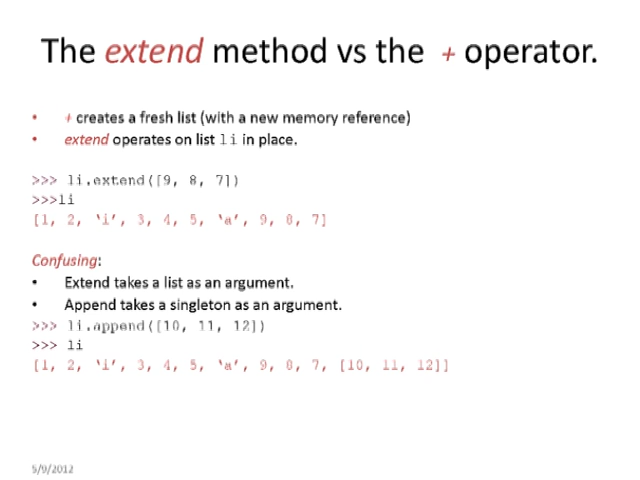 The extend method vs the + operator.
• + creates a fresh list (with a new memory reference)
• extend operates on list li in place.
>>> li.extend([9, 8, 7])
>>>li
[1, 2, ‘i’, 3, 4, 5, ‘a’, 9, 8, 7]
Confusing:
• Extend takes a list as an argument.
• Append takes a singleton as an argument.
>>> li.append([10, 11, 12])
>>> li
[1, 2, ‘i’, 3, 4, 5, ‘a’, 9, 8, 7, [10, 11, 12]]
5/9/2012